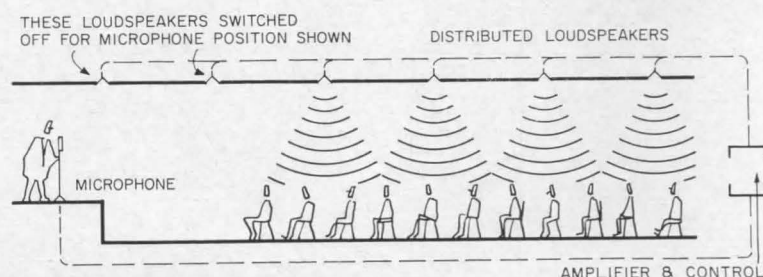 THESE LOUDSPEAKERS SWITCHED
OFF FOR MICROPHONE POSITION SHOWN
DISTRIBUTED LOUDSPEAKERS
MICROPHONE
AMPLIFIER & CONTROL